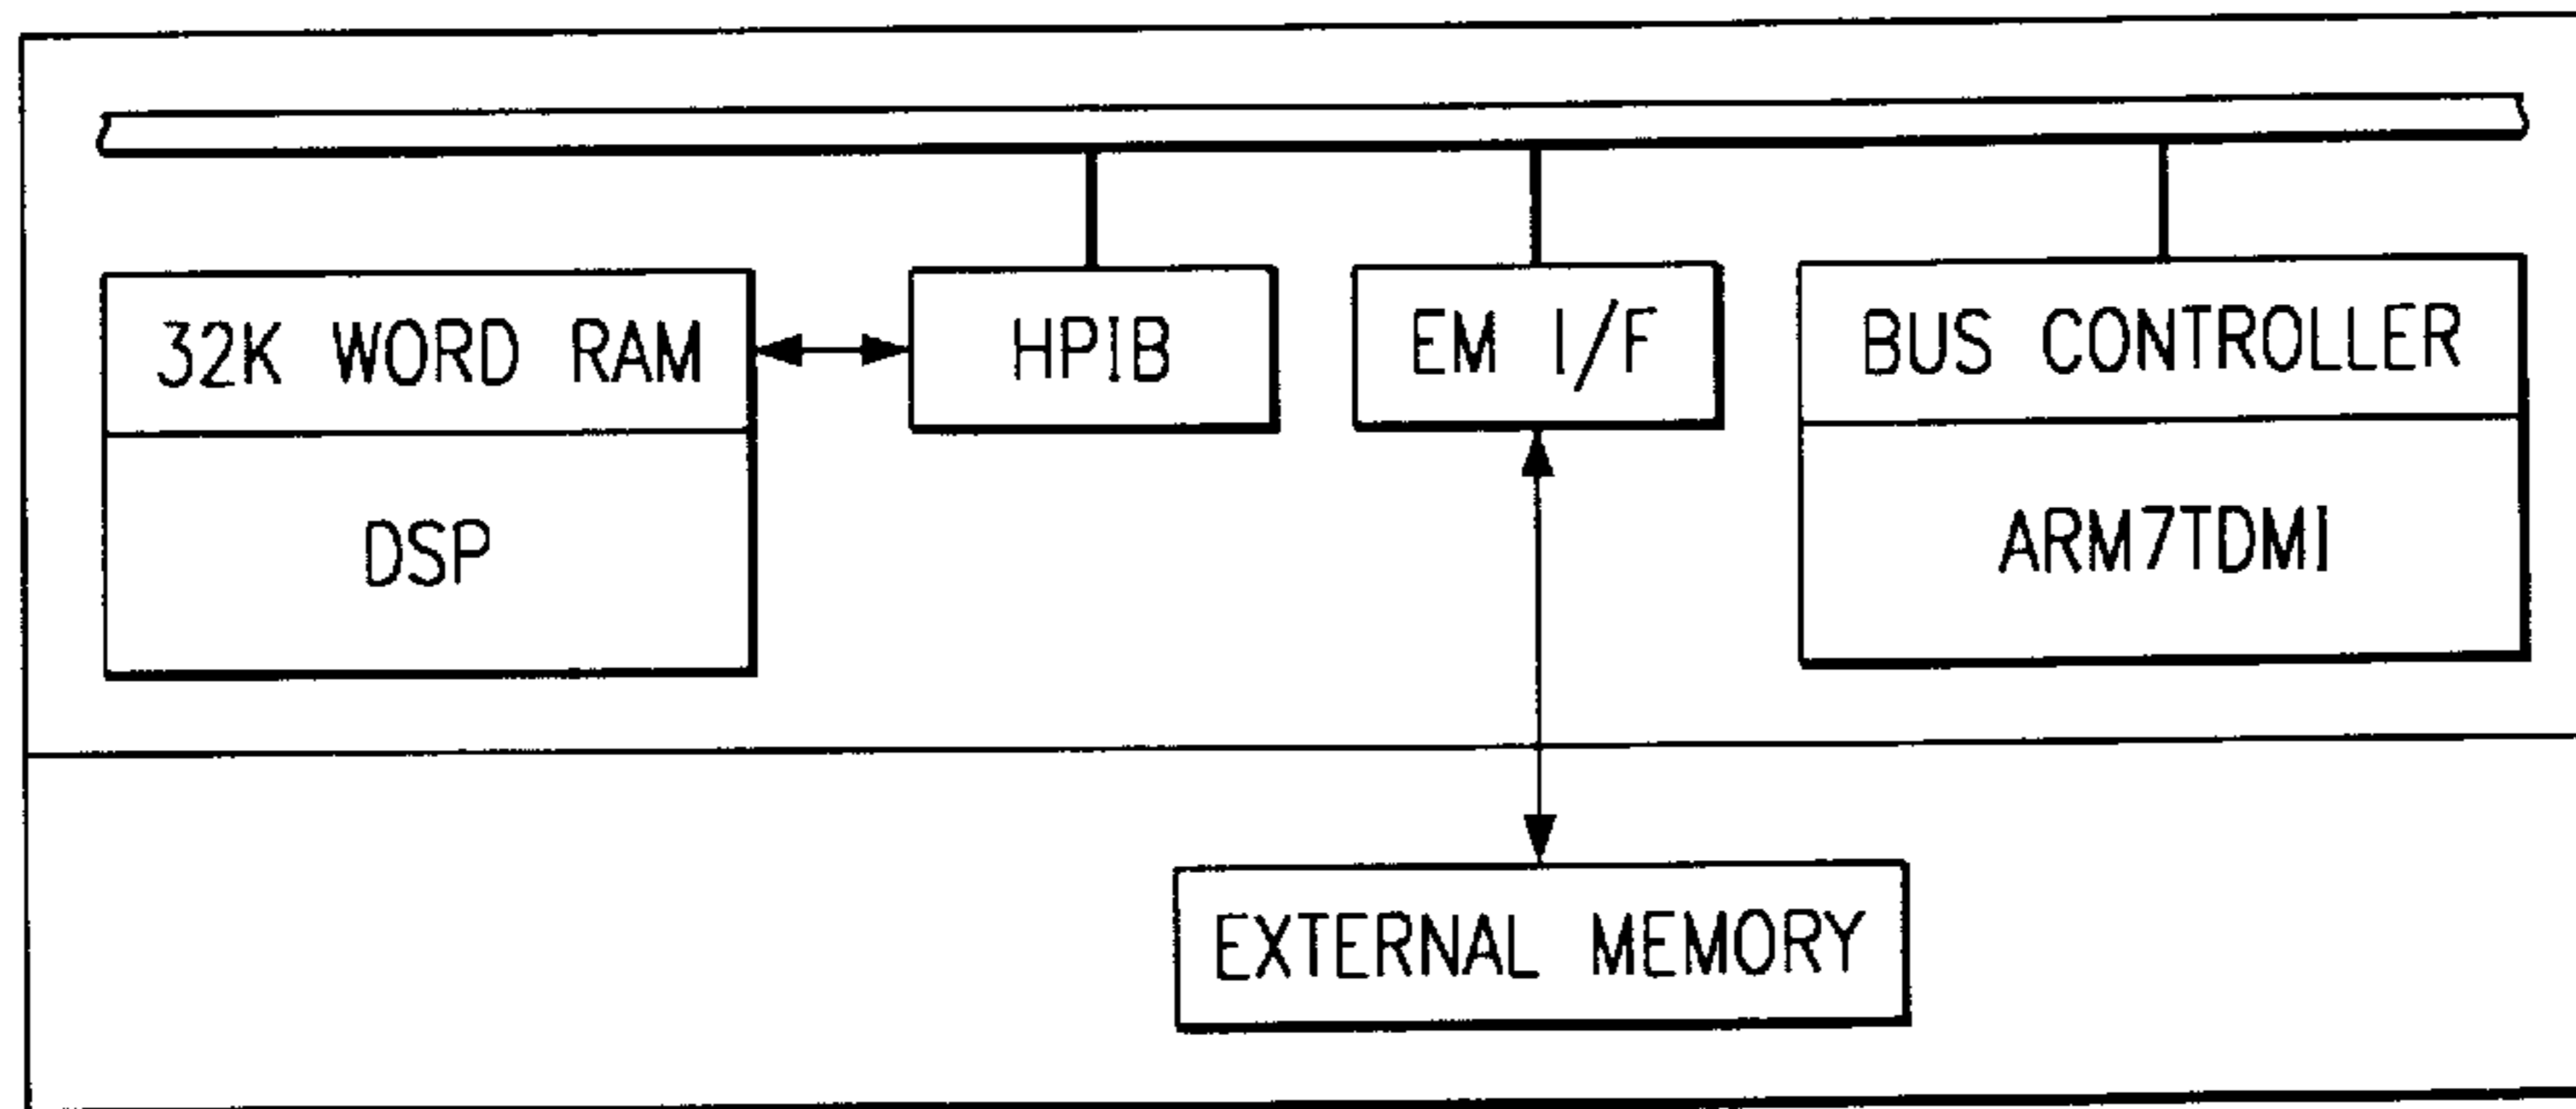 32K WORD RAM
HPIB
EM I/F
BUS CONTROLLER
DSP
ARM7TDMI
EXTERNAL MEMORY